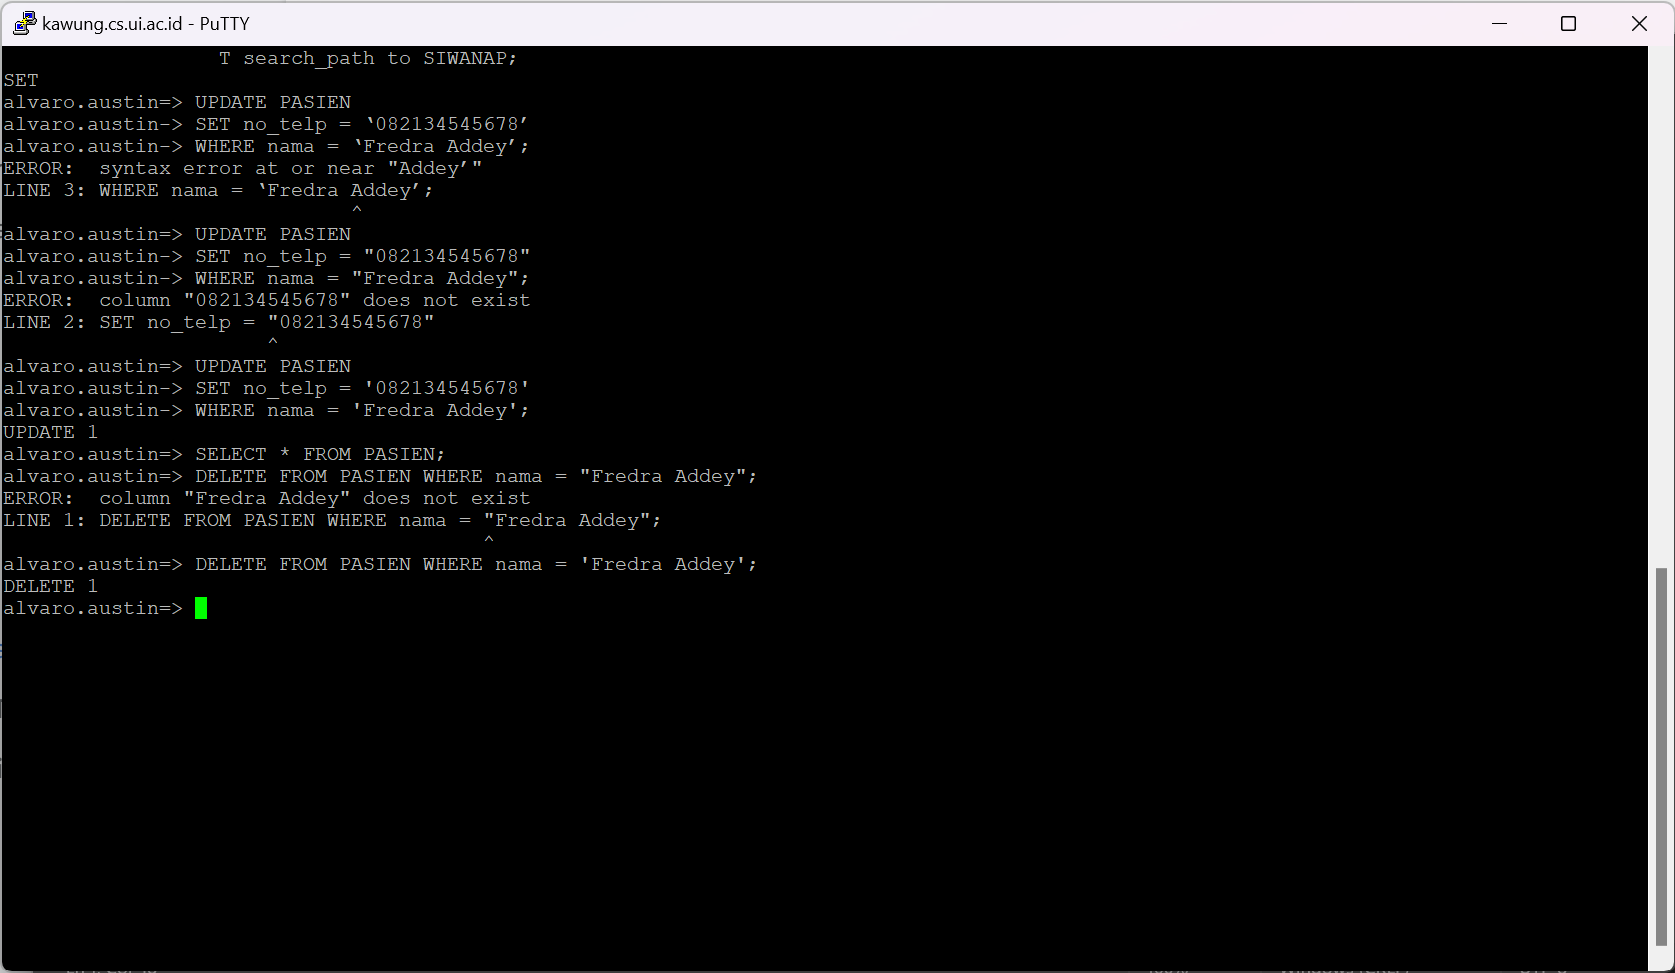 kawung.cs.ui.ac.id - PuTTY
T search_path to SIWANAP;
SET
alvaro.austin=> UPDATE PASIEN
alvaro.austin-> SET no_telp = ‘082134545678’
alvaro.austin-> WHERE nama = ‘Fredra Addey’;
ERROR:  syntax error at or near "Addey’"
LINE 3: WHERE nama = ‘Fredra Addey’;
^
alvaro.austin=> UPDATE PASIEN
alvaro.austin-> SET no_telp = "082134545678"
alvaro.austin-> WHERE nama = "Fredra Addey";
ERROR:  column "082134545678" does not exist
LINE 2: SET no_telp = "082134545678"
^
alvaro.austin=> UPDATE PASIEN
alvaro.austin-> SET no_telp = '082134545678'
alvaro.austin-> WHERE nama = 'Fredra Addey';
UPDATE 1
alvaro.austin=> SELECT * FROM PASIEN;
alvaro.austin=> DELETE FROM PASIEN WHERE nama = "Fredra Addey";
ERROR:  column "Fredra Addey" does not exist
LINE 1: DELETE FROM PASIEN WHERE nama = "Fredra Addey";
^
alvaro.austin=> DELETE FROM PASIEN WHERE nama = 'Fredra Addey';
DELETE 1
alvaro.austin=>